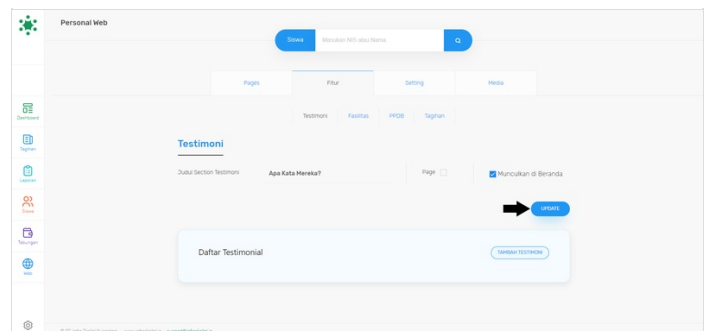 Personal Web
Siswa
Masukan NIS atau Nama
Pages Fitur Setting Media
Testimoni Fasilitas PPDB Tagihan
Dashboard
Tagihan
Laporan
Siswa
Tabungan
Web
Testimoni
Judul Section Testimoni Apa Kata Mereka? Page Munculkan di Beranda
UPDATE
Daftar Testimonial TAMBAH TESTIMONI